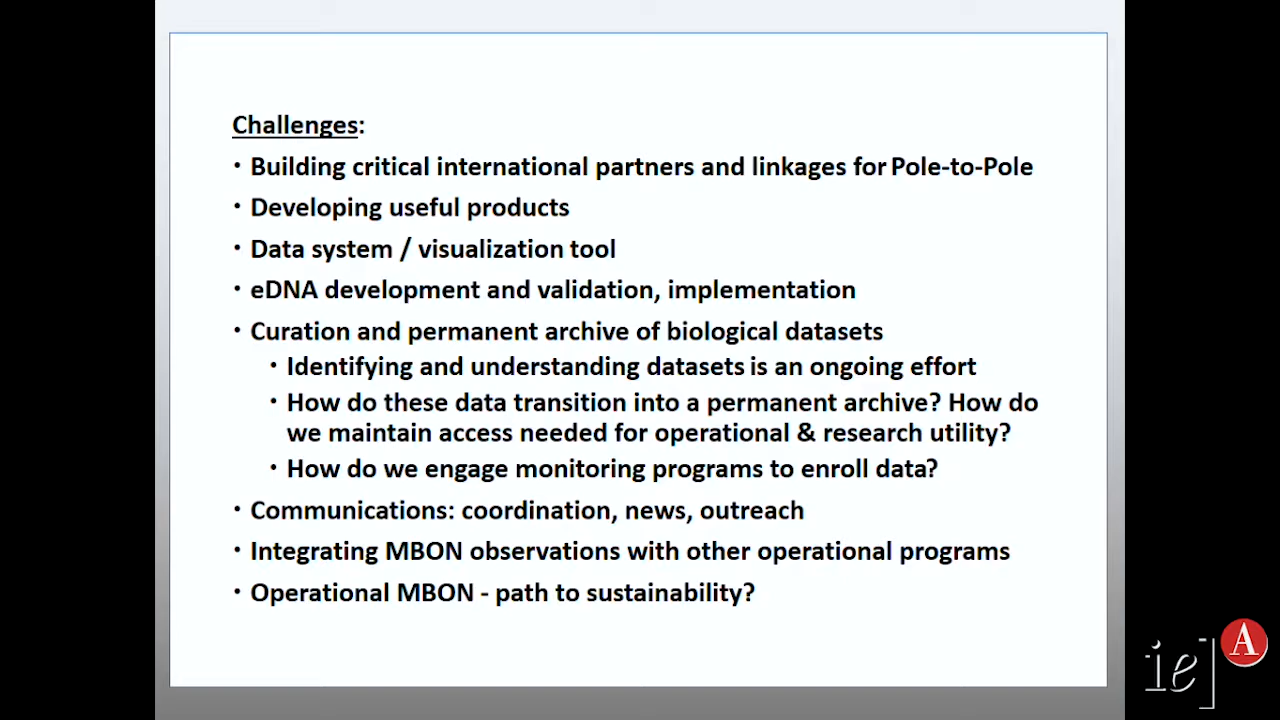 Challenges:
• Building critical international partners and linkages for Pole-to-Pole
• Developing useful products
• Data system / visualization tool
• eDNA development and validation, implementation
• Curation and permanent archive of biological datasets
• Identifying and understanding datasets is an ongoing effort
• How do these data transition into a permanent archive? How do
we maintain access needed for operational & research utility?
• How do we engage monitoring programs to enroll data?
• Communications: coordination, news, outreach
• Integrating MBON observations with other operational programs
• Operational MBON - path to sustainability?
ie] A